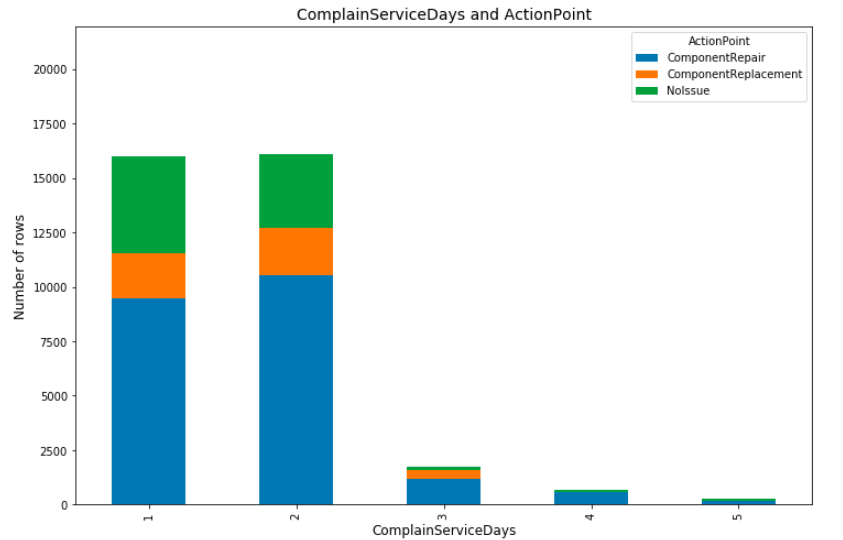 ComplainServiceDays and ActionPoint
ActionPoint
ComponentRepair
ComponentReplacement
NoIssue
20000
17500
15000
12500
10000
7500
5000
2500
0
Number of rows
1
2
3
4
5
ComplainServiceDays